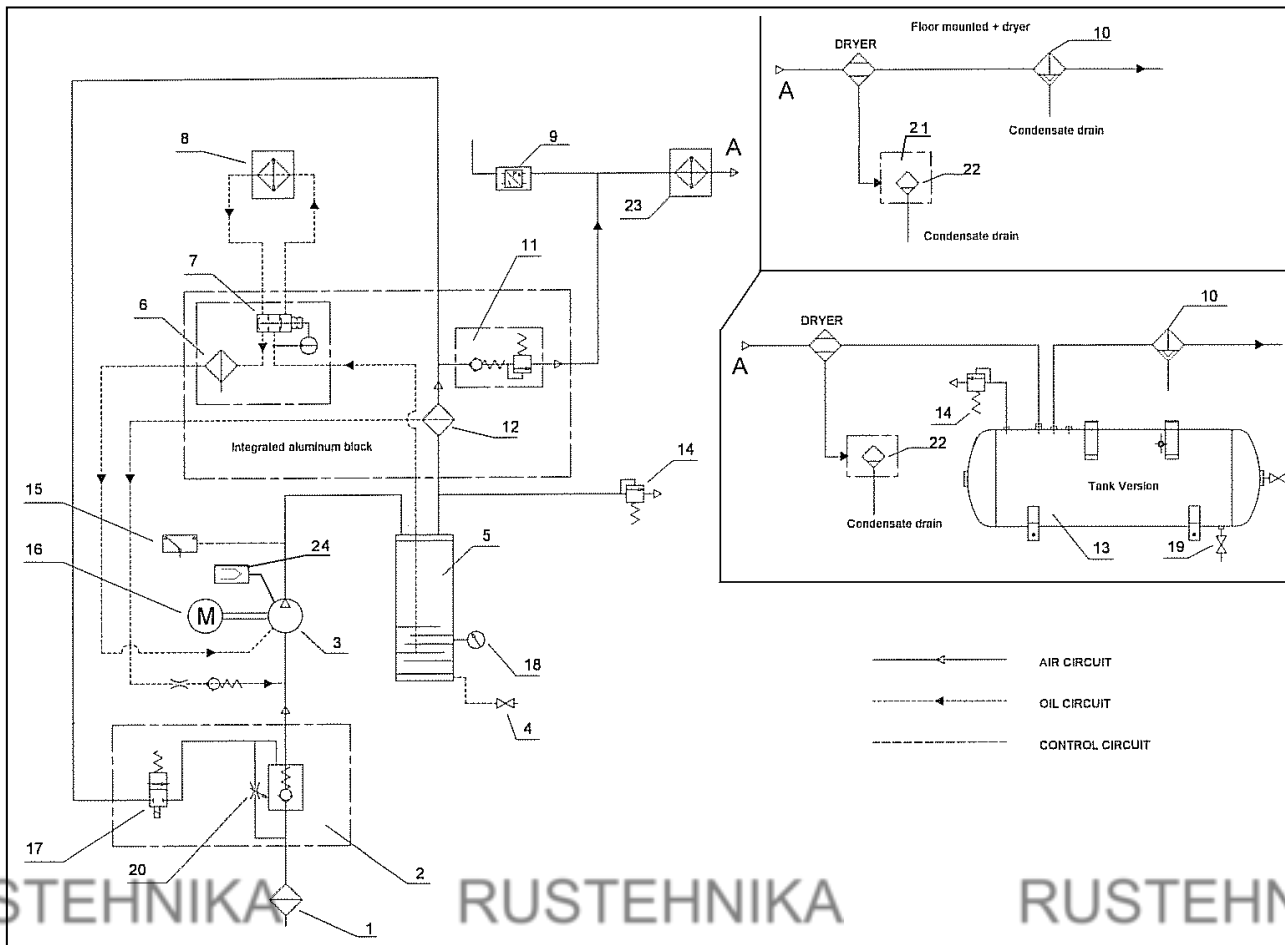 Floor mounted + dryer
10
DRYER
A
Condensate drain
21
22
Condensate drain
8
9
A
23
11
7
6
12
Integrated aluminum block
14
15
5
24
16
M
3
18
4
17
20
2
1
10
DRYER
A
14
22
Tank Version
Condensate drain
13
19
AIR CIRCUIT
OIL CIRCUIT
CONTROL CIRCUIT
STEHNIKA RUSTEHNIKA RUSTEHN